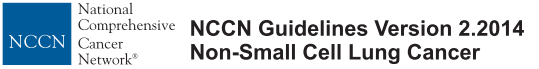 National
Comprehensive
NCCN Cancer
Network®
NCCN Guidelines Version 2.2014
Non-Small Cell Lung Cancer